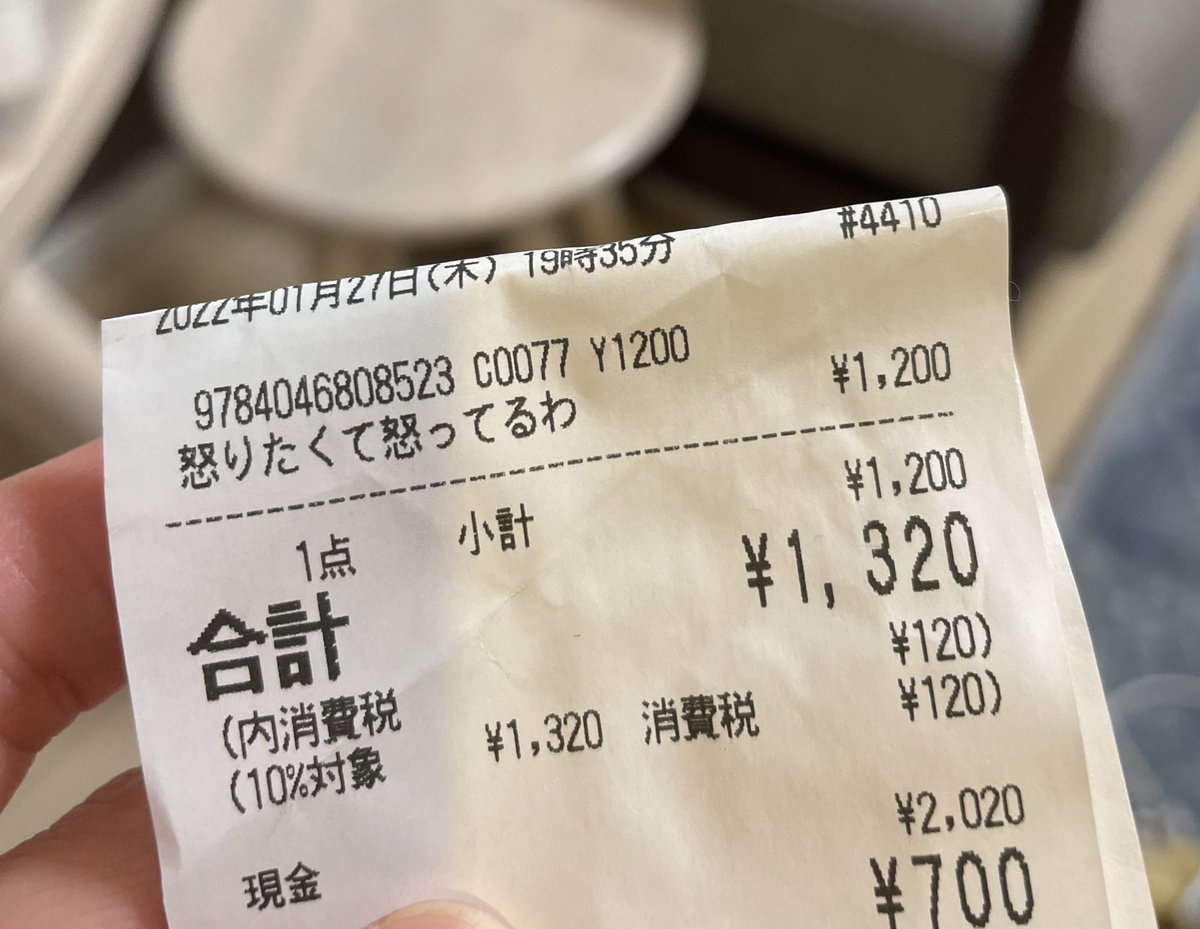 2022年01月27日(木) 19時35分 #4410
9784046808523 C0077 Y1200
怒りたくて怒ってるわ ¥1,200
1点 小計 ¥1,200
合計 ¥1,320
(内消費税 ¥120)
(10%対象 ¥1,320 消費税 ¥120)
現金 ¥2,020
¥700